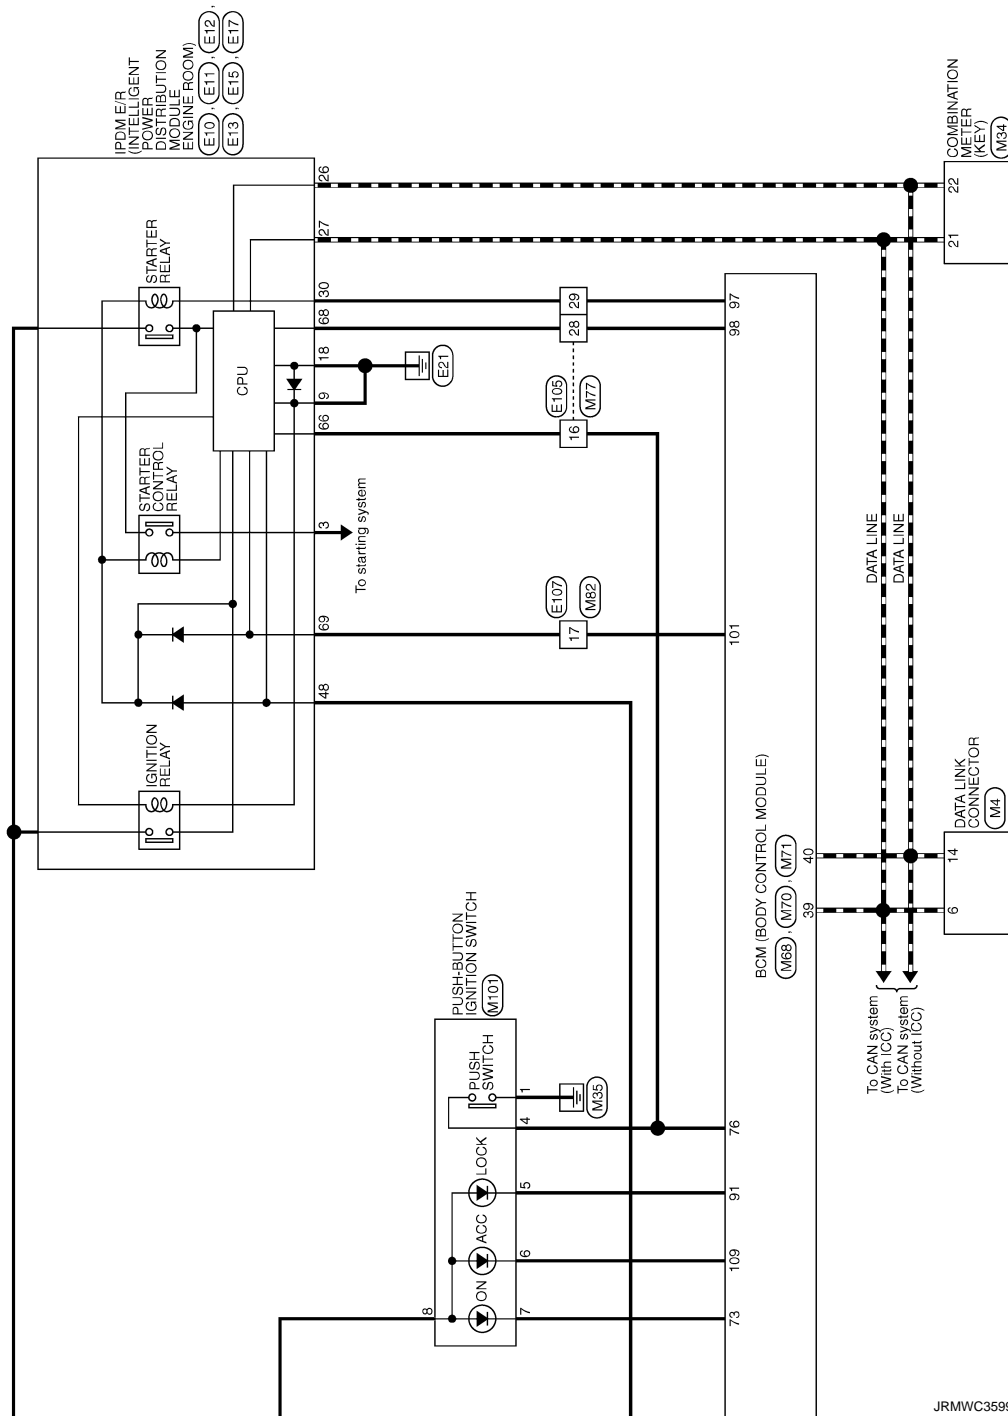 IPDM E/R
(INTELLIGENT
POWER
DISTRIBUTION
MODULE
ENGINE ROOM)
E10 , E11 , E12 ,
E13 , E15 , E17
STARTER
RELAY
STARTER
CONTROL
RELAY
IGNITION
RELAY
CPU
26
27
30
68
18
9
66
3
69
48
E21
To starting system
29
28
16
E105
M77
17
E107
M82
COMBINATION
METER
(KEY)
M34
22
21
97
98
101
DATA LINE
DATA LINE
BCM (BODY CONTROL MODULE)
M68 , M70 , M71
40
39
DATA LINK
CONNECTOR
M4
14
6
To CAN system
(With ICC)
To CAN system
(Without ICC)
PUSH-BUTTON
IGNITION SWITCH
M101
PUSH
SWITCH
LOCK
ACC
ON
1
4
5
6
7
8
M35
76
91
109
73
JRMWC3599